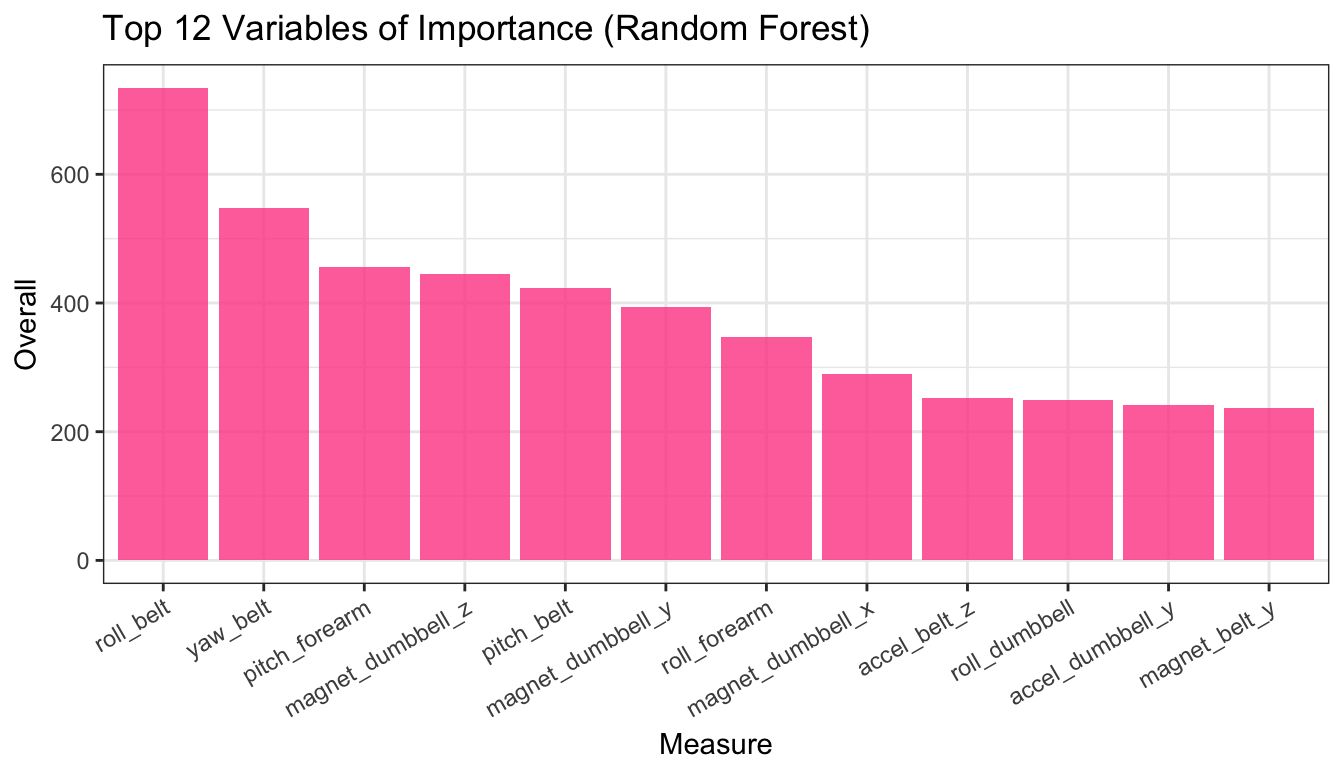 Top 12 Variables of Importance (Random Forest)
Overall
600
400
200
0
roll_belt
yaw_belt
pitch_forearm
magnet_dumbbell_z
pitch_belt
magnet_dumbbell_y
roll_forearm
magnet_dumbbell_x
accel_belt_z
roll_dumbbell
accel_dumbbell_y
magnet_belt_y
Measure